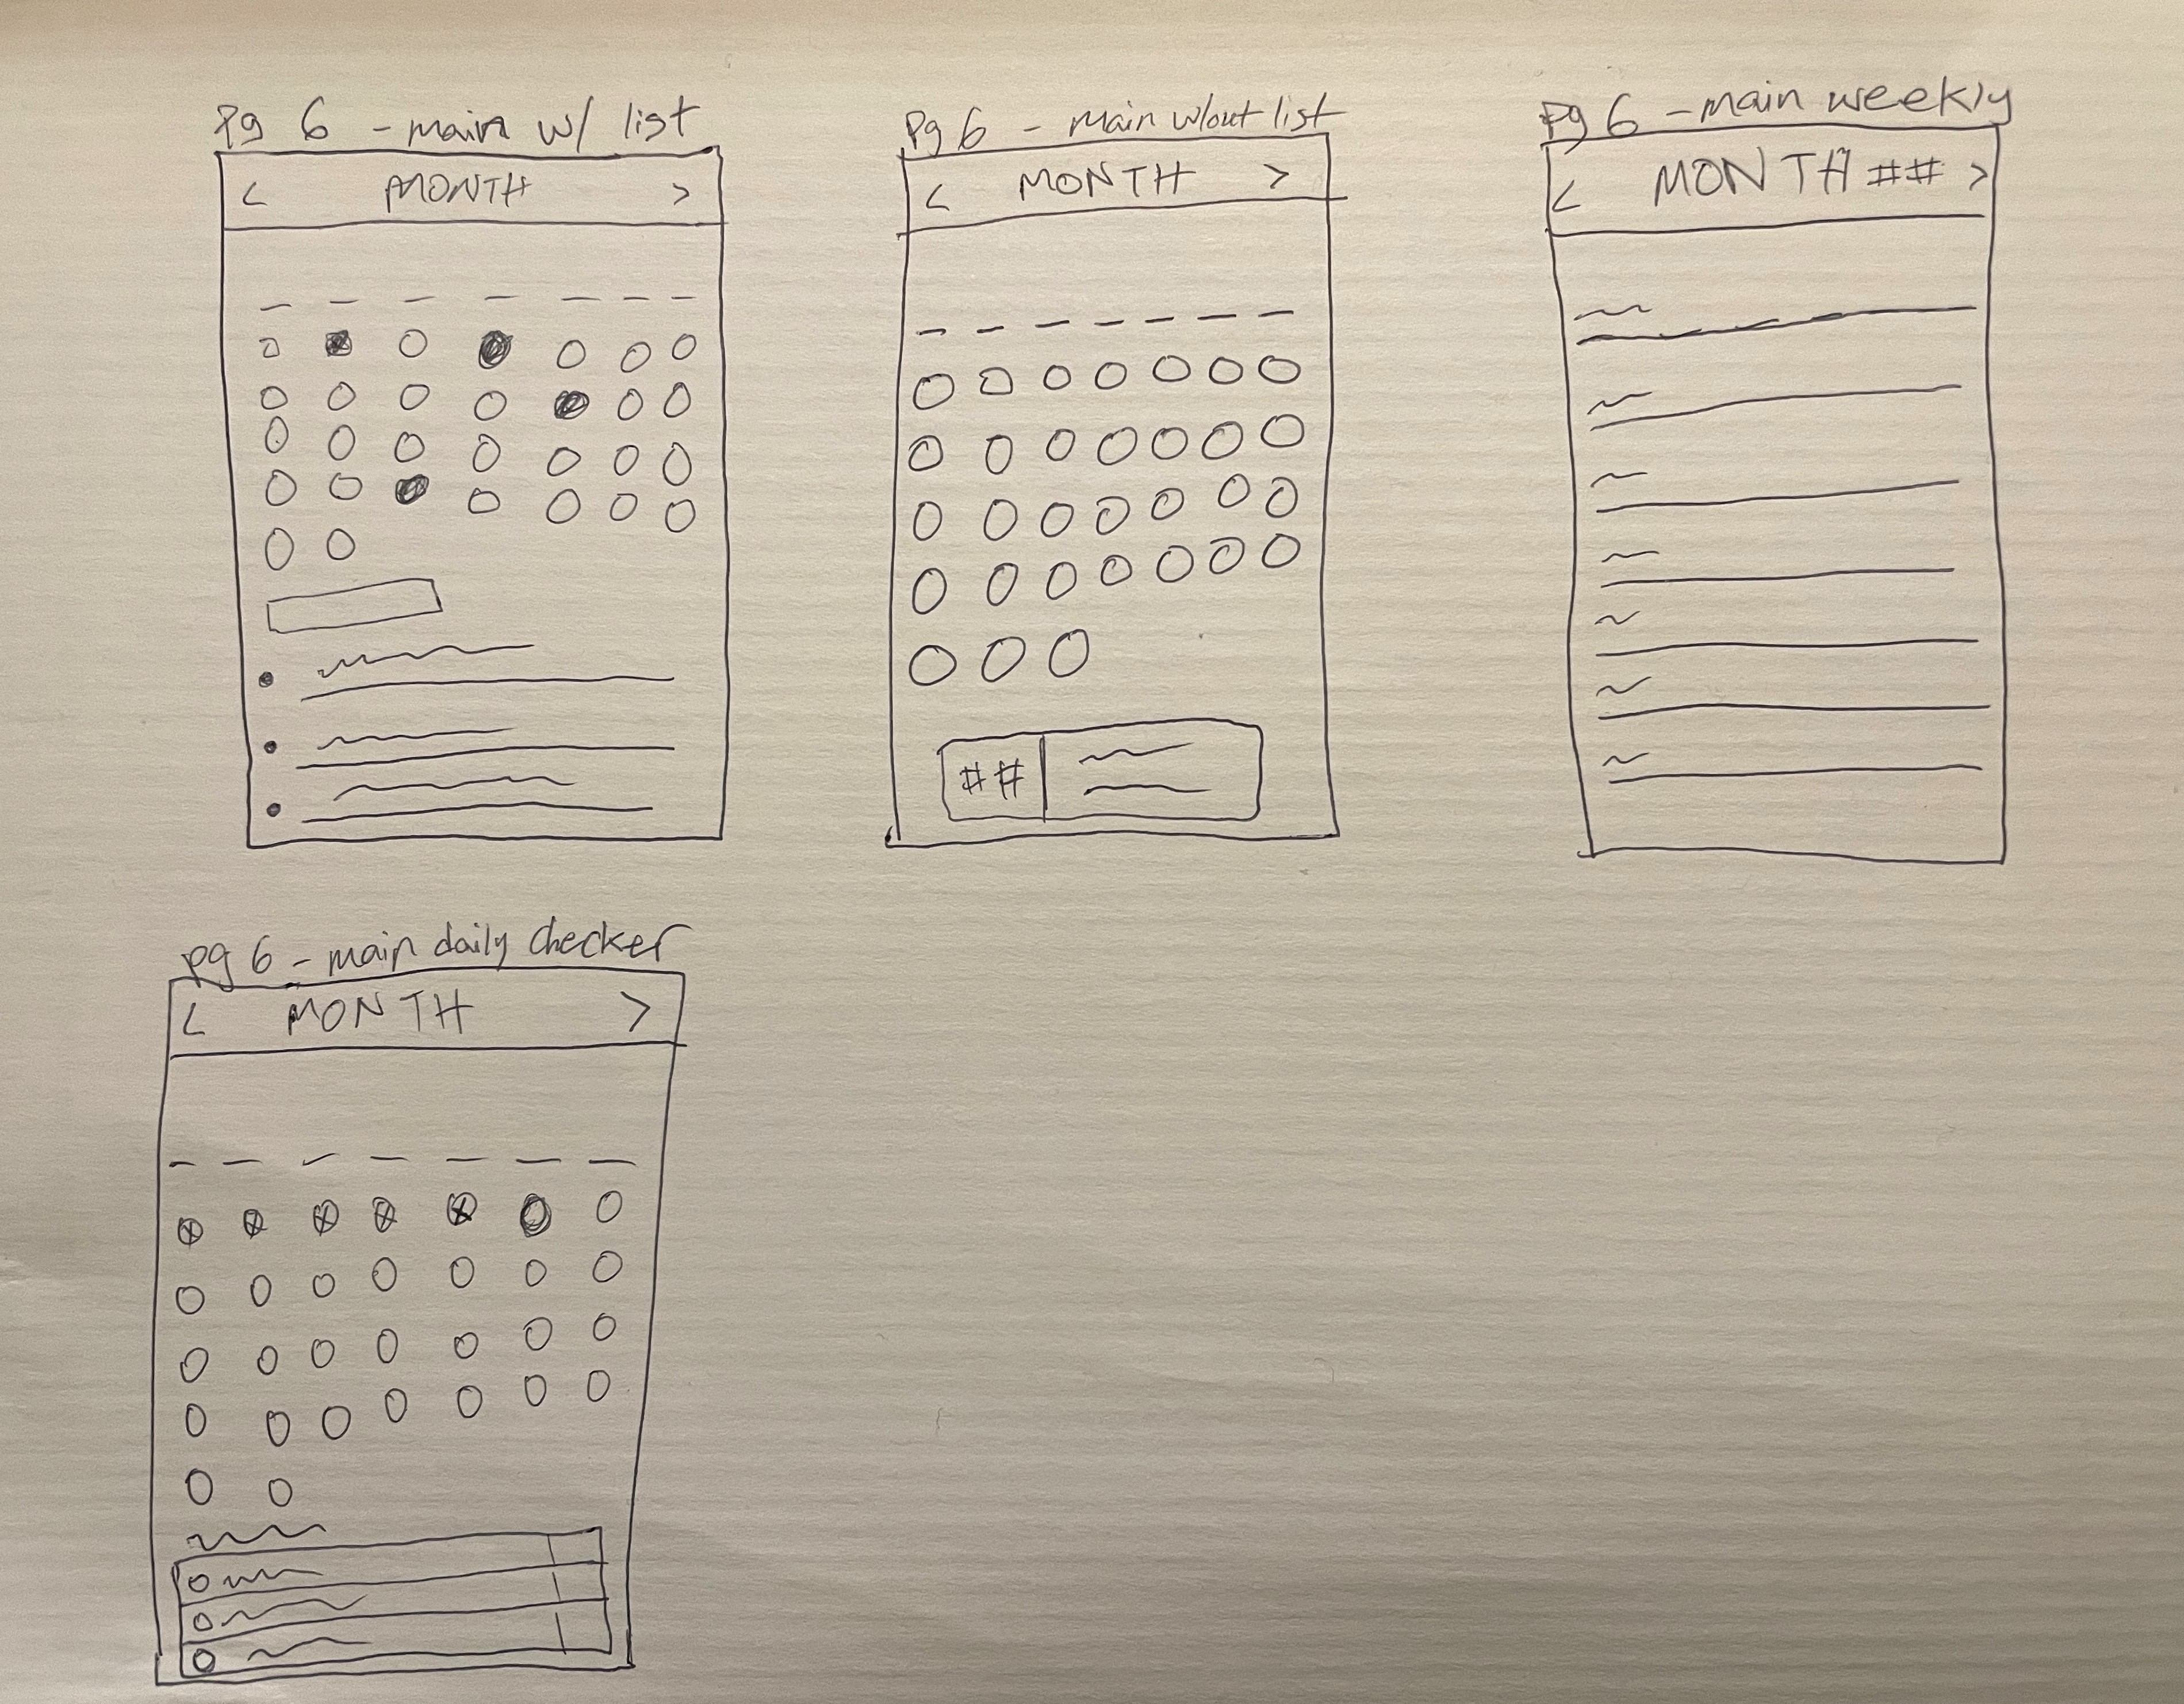 Pg 6 - main w/ list
< MONTH >
Pg 6 - main w/out list
< MONTH >
##
Pg 6 - main weekly
< MONTH ## >
pg 6 - main daily checker
< MONTH >